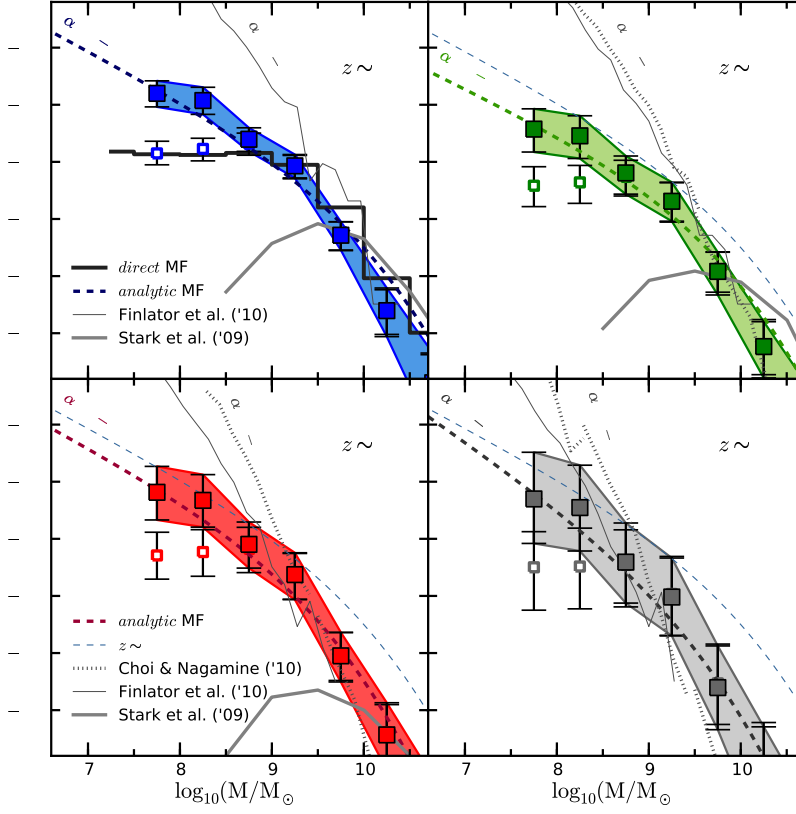 α –
α –
z ∼
α –
z ∼
direct MF
analytic MF
Finlator et al. ('10)
Stark et al. ('09)
α –
α –
α –
z ∼
z ∼
analytic MF
z ∼
Choi & Nagamine ('10)
Finlator et al. ('10)
Stark et al. ('09)
7 8 9 10
7 8 9 10
log₁₀(M/M⊙
log₁₀(M/M⊙